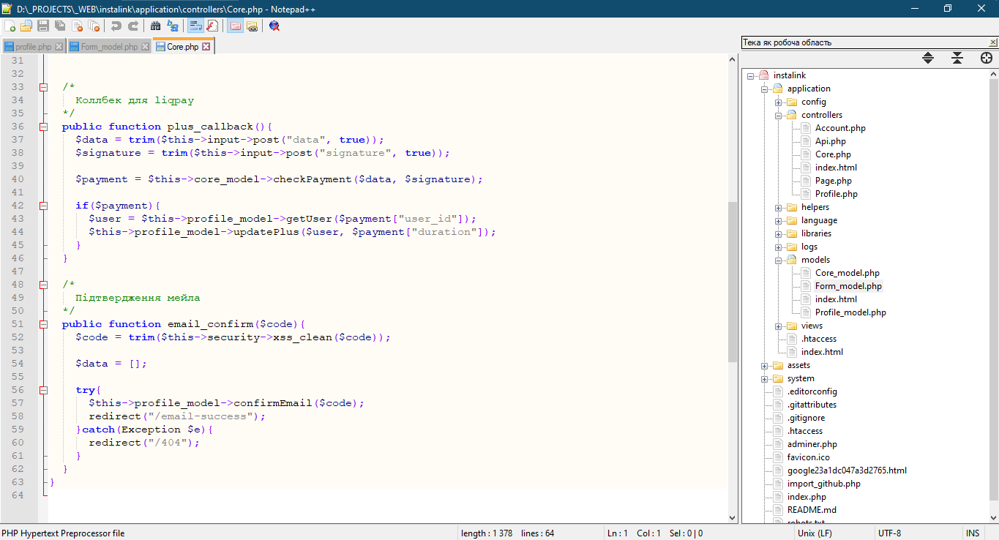 D:\_PROJECTS\_WEB\instalink\application\controllers\Core.php - Notepad++
profile.php
Form_model.php
Core.php
31
32
33 /*
34 Коллбек для liqpay
35 */
36 public function plus_callback(){
37 $data = trim($this->input->post("data", true));
38 $signature = trim($this->input->post("signature", true));
39
40 $payment = $this->core_model->checkPayment($data, $signature);
41
42 if($payment){
43 $user = $this->profile_model->getUser($payment["user_id"]);
44 $this->profile_model->updatePlus($user, $payment["duration"]);
45 }
46 }
47
48 /*
49 Підтвердження мейла
50 */
51 public function email_confirm($code){
52 $code = trim($this->security->xss_clean($code));
53
54 $data = [];
55
56 try{
57 $this->profile_model->confirmEmail($code);
58 redirect("/email-success");
59 }catch(Exception $e){
60 redirect("/404");
61 }
62 }
63 }
64
Тека як робоча область
instalink
application
config
controllers
Account.php
Api.php
Core.php
index.html
Page.php
Profile.php
helpers
language
libraries
logs
models
Core_model.php
Form_model.php
index.html
Profile_model.php
views
.htaccess
index.html
assets
system
.editorconfig
.gitattributes
.gitignore
.htaccess
adminer.php
favicon.ico
google23a1dc047a3d2765.html
import_github.php
index.php
README.md
robots.txt
PHP Hypertext Preprocessor file
length : 1 378 lines : 64
Ln : 1 Col : 1 Sel : 0 | 0
Unix (LF)
UTF-8
INS